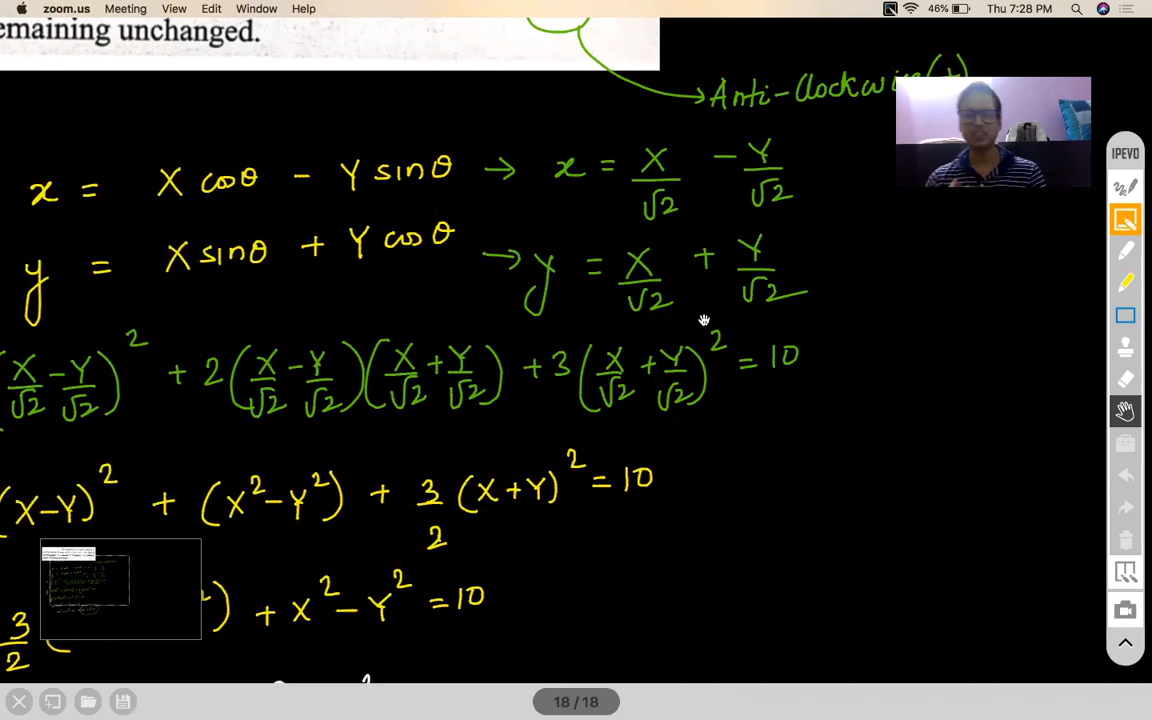 zoom.us Meeting View Edit Window Help 46% Thu 7:28 PM
emaining unchanged.
→ Anti-Clockwise (+)
IPEVO
x = X cosθ - Y sinθ → x = X/√2 - Y/√2
y = X sinθ + Y cosθ → y = X/√2 + Y/√2
(X/√2 - Y/√2)² + 2(X/√2 - Y/√2)(X/√2 + Y/√2) + 3(X/√2 + Y/√2)² = 10
(X-Y)² + (X² - Y²) + 3/2 (X+Y)² = 10
3/2 ( ²) + X² - Y² = 10
18 / 18